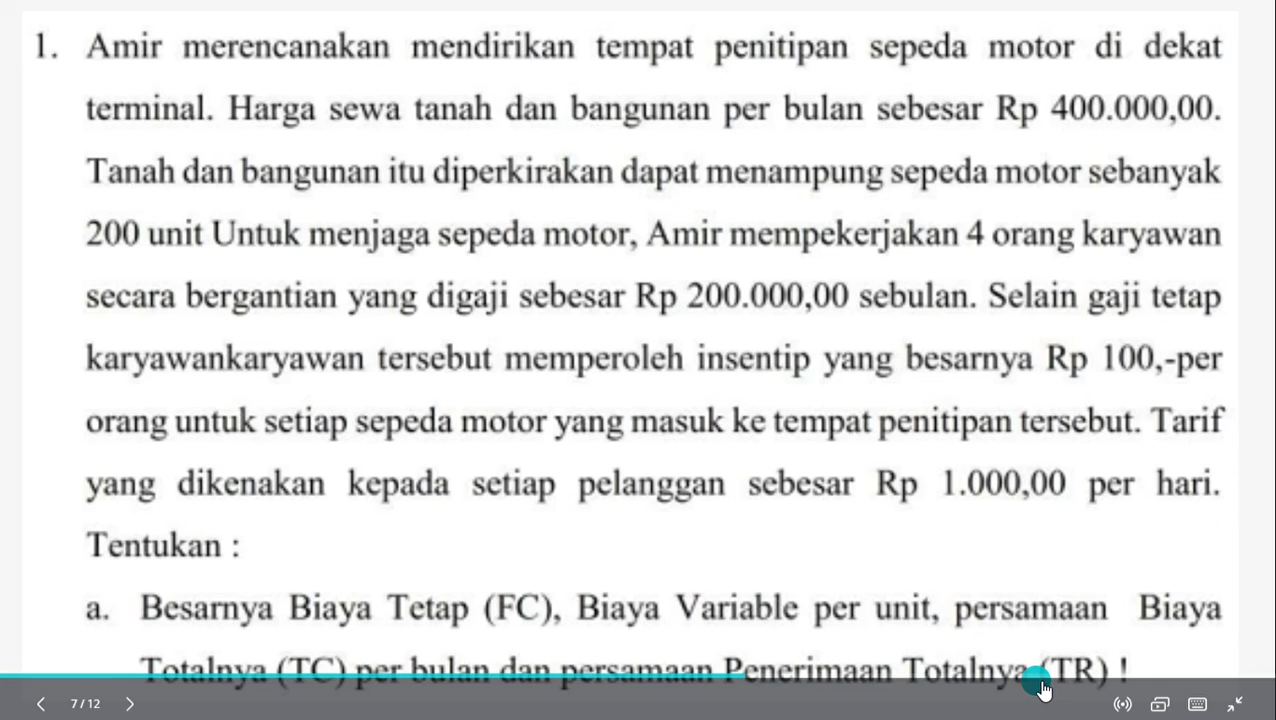 1. Amir merencanakan mendirikan tempat penitipan sepeda motor di dekat
terminal. Harga sewa tanah dan bangunan per bulan sebesar Rp 400.000,00.
Tanah dan bangunan itu diperkirakan dapat menampung sepeda motor sebanyak
200 unit Untuk menjaga sepeda motor, Amir mempekerjakan 4 orang karyawan
secara bergantian yang digaji sebesar Rp 200.000,00 sebulan. Selain gaji tetap
karyawankaryawan tersebut memperoleh insentip yang besarnya Rp 100,-per
orang untuk setiap sepeda motor yang masuk ke tempat penitipan tersebut. Tarif
yang dikenakan kepada setiap pelanggan sebesar Rp 1.000,00 per hari.
Tentukan :
a. Besarnya Biaya Tetap (FC), Biaya Variable per unit, persamaan Biaya
Totalnya (TC) per bulan dan persamaan Penerimaan Totalnya (TR) !
7 / 12